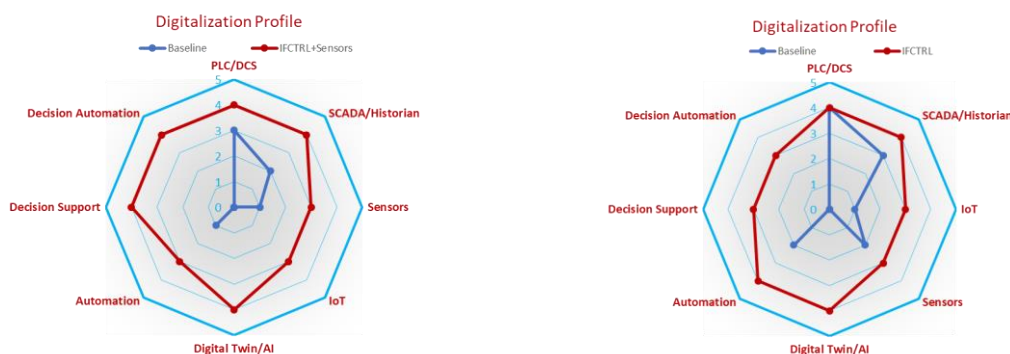 Digitalization Profile
Baseline IFCTRL+Sensors
PLC/DCS
5
Decision Automation SCADA/Historian
4
3
2
1
Decision Support 0 Sensors
Automation IoT
Digital Twin/AI
Digitalization Profile
Baseline IFCTRL
PLC/DCS
5
Decision Automation SCADA/Historian
4
3
2
1
Decision Support 0 IoT
Automation Sensors
Digital Twin/AI